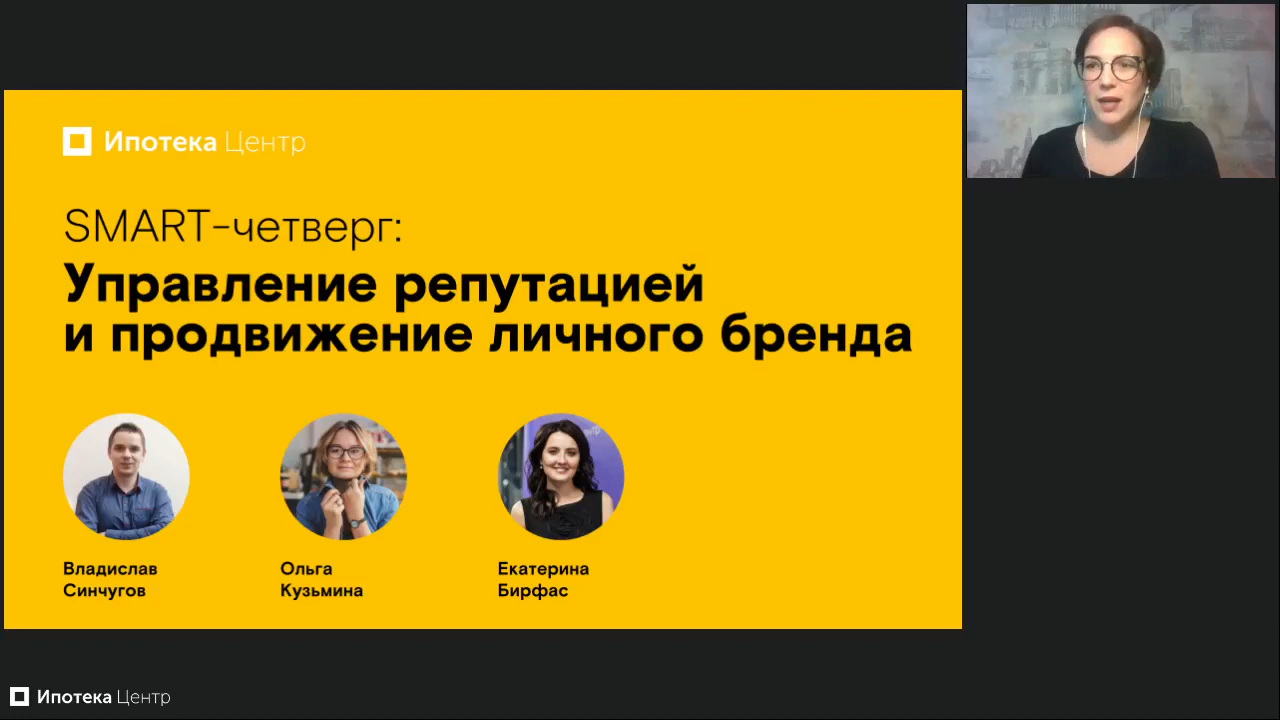 Ипотека Центр
SMART-четверг:
Управление репутацией
и продвижение личного бренда
Владислав
Синчугов
Ольга
Кузьмина
Екатерина
Бирфас
Ипотека Центр